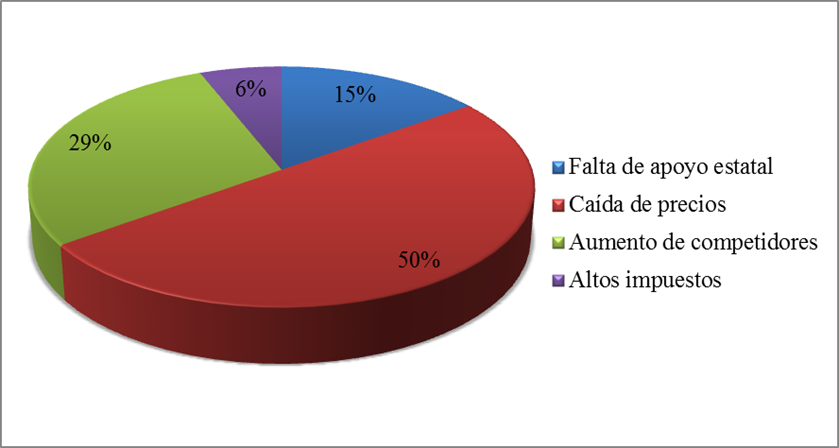 6%
15%
29%
50%
Falta de apoyo estatal
Caída de precios
Aumento de competidores
Altos impuestos